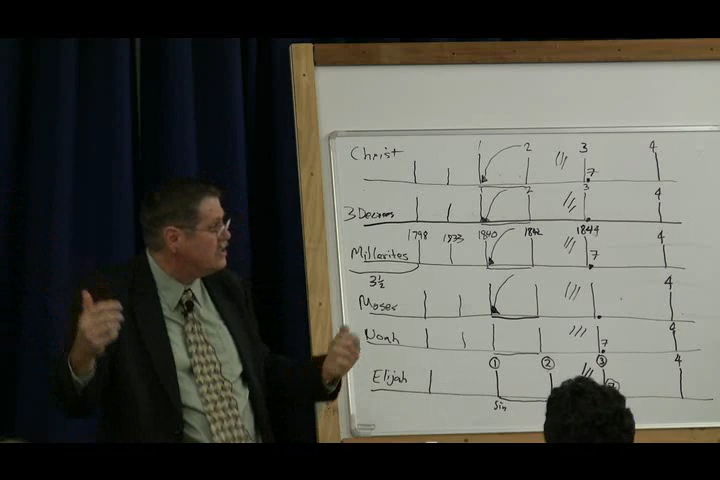 Christ 1 2 3 7 4
3 Decrees 2 3 4
1798 1833 1840 1842 1844
Millerites 7 4
3½
Moses 4
Noah 7 4
Elijah ① ② ③ 4
Sin